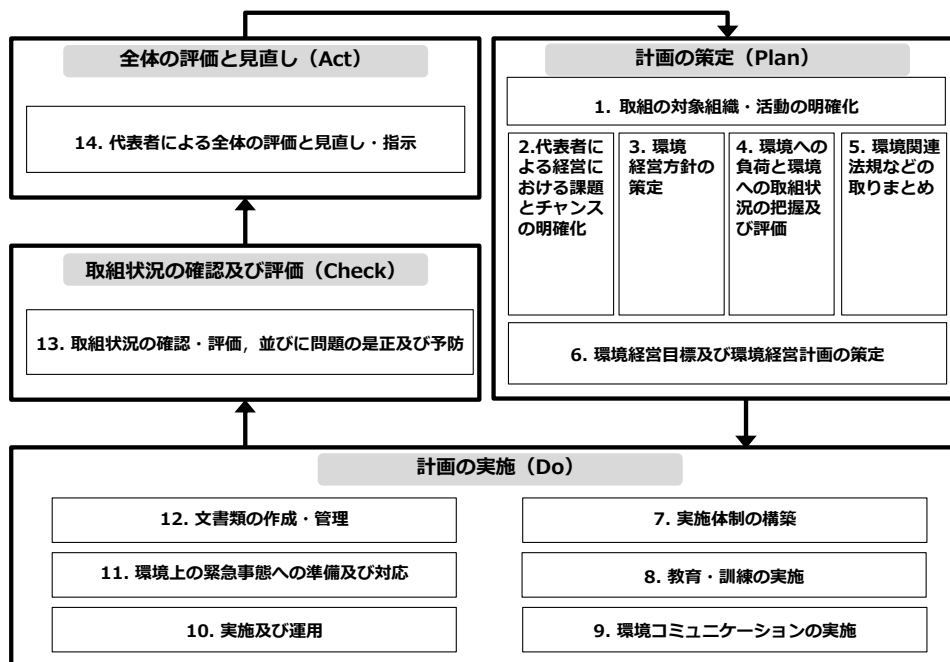 全体の評価と見直し（Act）
14. 代表者による全体の評価と見直し・指示
取組状況の確認及び評価（Check）
13. 取組状況の確認・評価，並びに問題の是正及び予防
計画の策定（Plan）
1. 取組の対象組織・活動の明確化
2.代表者に
よる経営に
おける課題
とチャンス
の明確化
3. 環境
経営方針の
策定
4. 環境への
負荷と環境
への取組状
況の把握及
び評価
5. 環境関連
法規などの
取りまとめ
6. 環境経営目標及び環境経営計画の策定
計画の実施（Do）
12. 文書類の作成・管理
7. 実施体制の構築
11. 環境上の緊急事態への準備及び対応
8. 教育・訓練の実施
10. 実施及び運用
9. 環境コミュニケーションの実施